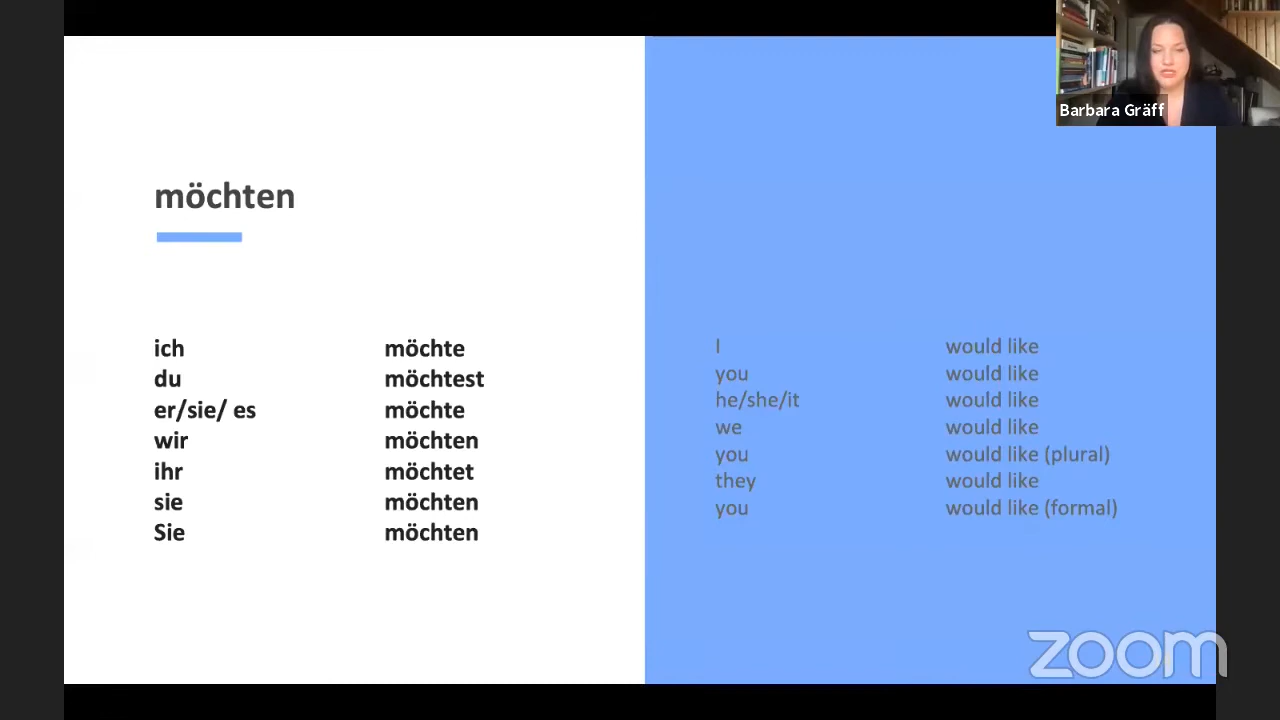 Barbara Gräff
möchten
ich möchte
du möchtest
er/sie/ es möchte
wir möchten
ihr möchtet
sie möchten
Sie möchten
I would like
you would like
he/she/it would like
we would like
you would like (plural)
they would like
you would like (formal)
zoom